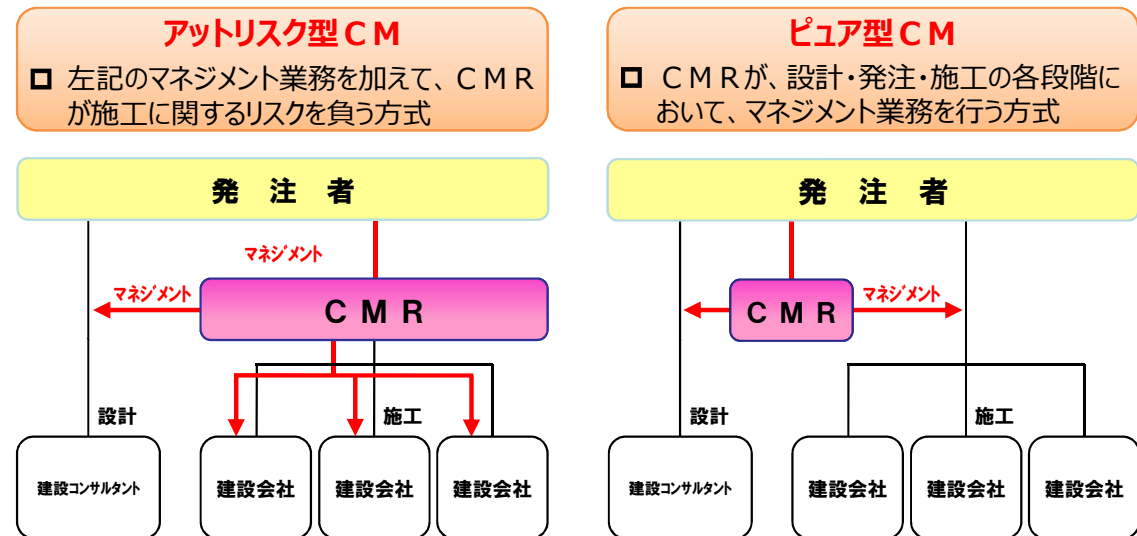 アットリスク型ＣＭ
左記のマネジメント業務を加えて、ＣＭＲ
が施工に関するリスクを負う方式
発 注 者
マネジメント
マネジメント
ＣＭＲ
設計
施工
建設コンサルタント
建設会社
建設会社
建設会社
ピュア型ＣＭ
ＣＭＲが、設計・発注・施工の各段階に
おいて、マネジメント業務を行う方式
発 注 者
ＣＭＲ
マネジメント
設計
施工
建設コンサルタント
建設会社
建設会社
建設会社